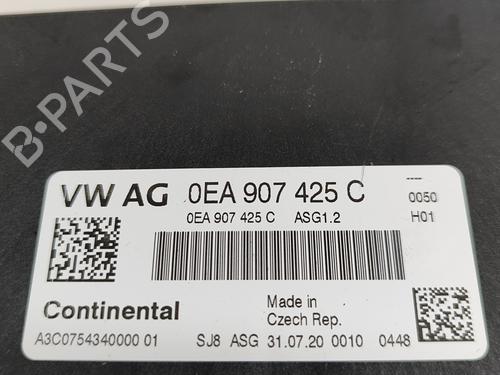 B-PARTS
VW AG 0EA 907 425 C
0EA 907 425 C ASG1.2
0050
H01
Continental
Made in
Czech Rep.
A3C0754340000 01 SJ8 ASG 31.07.20 0010 0448